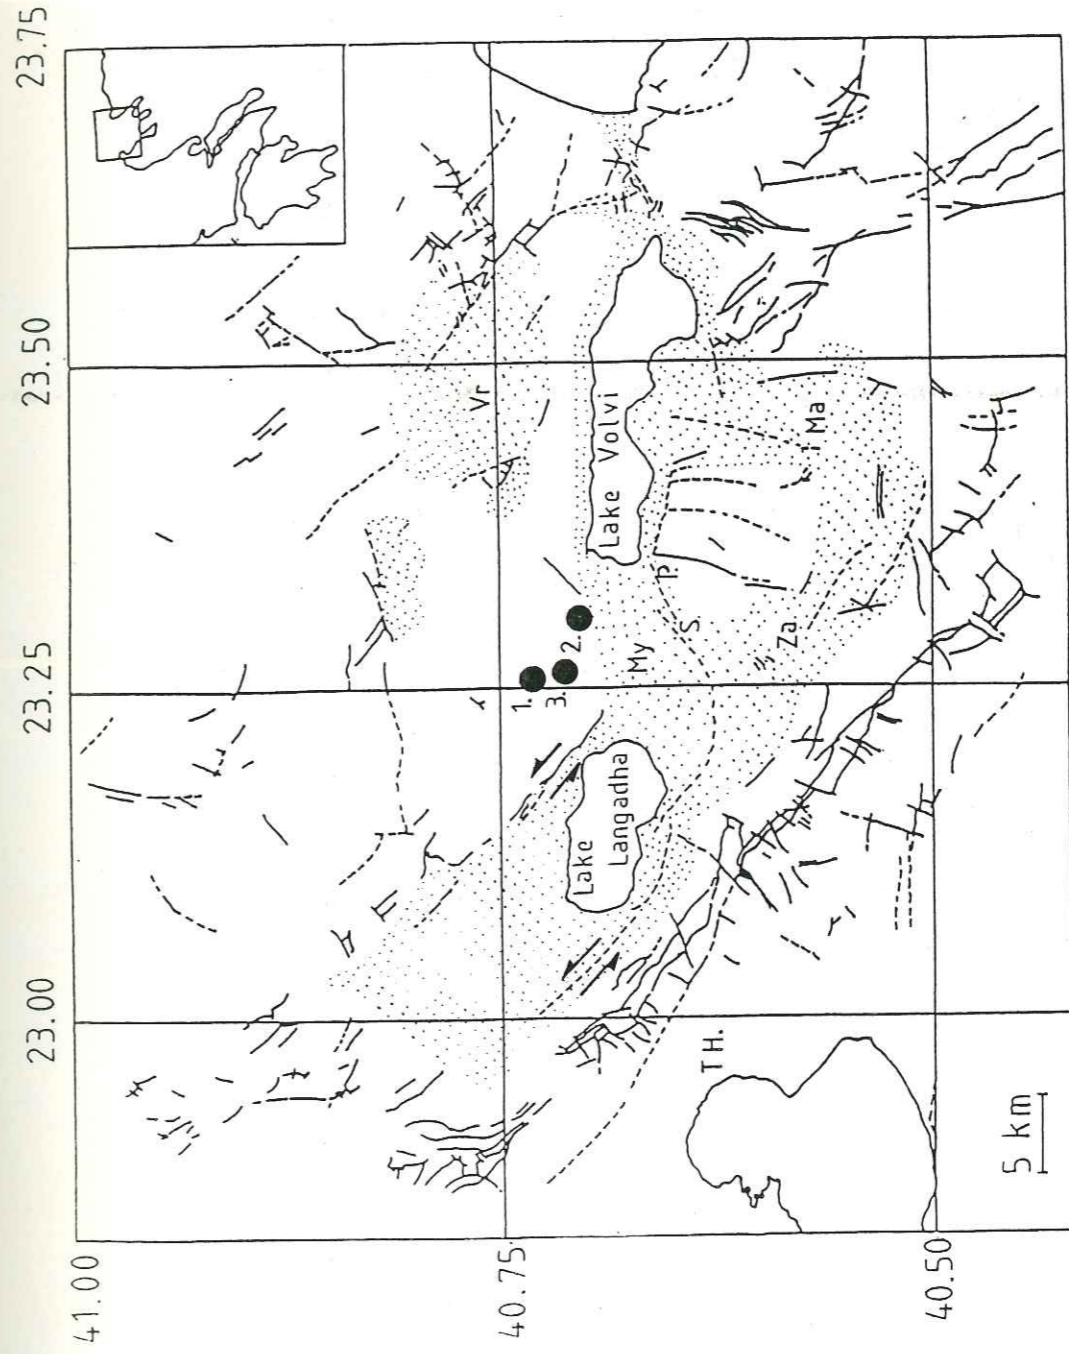 41.00
40.75
40.50
23.00
23.25
23.50
23.75
Vr
Lake Volvi
Ma
1.
3.
2.
My
S.
P
Za
Lake
Langadha
TH.
5 km